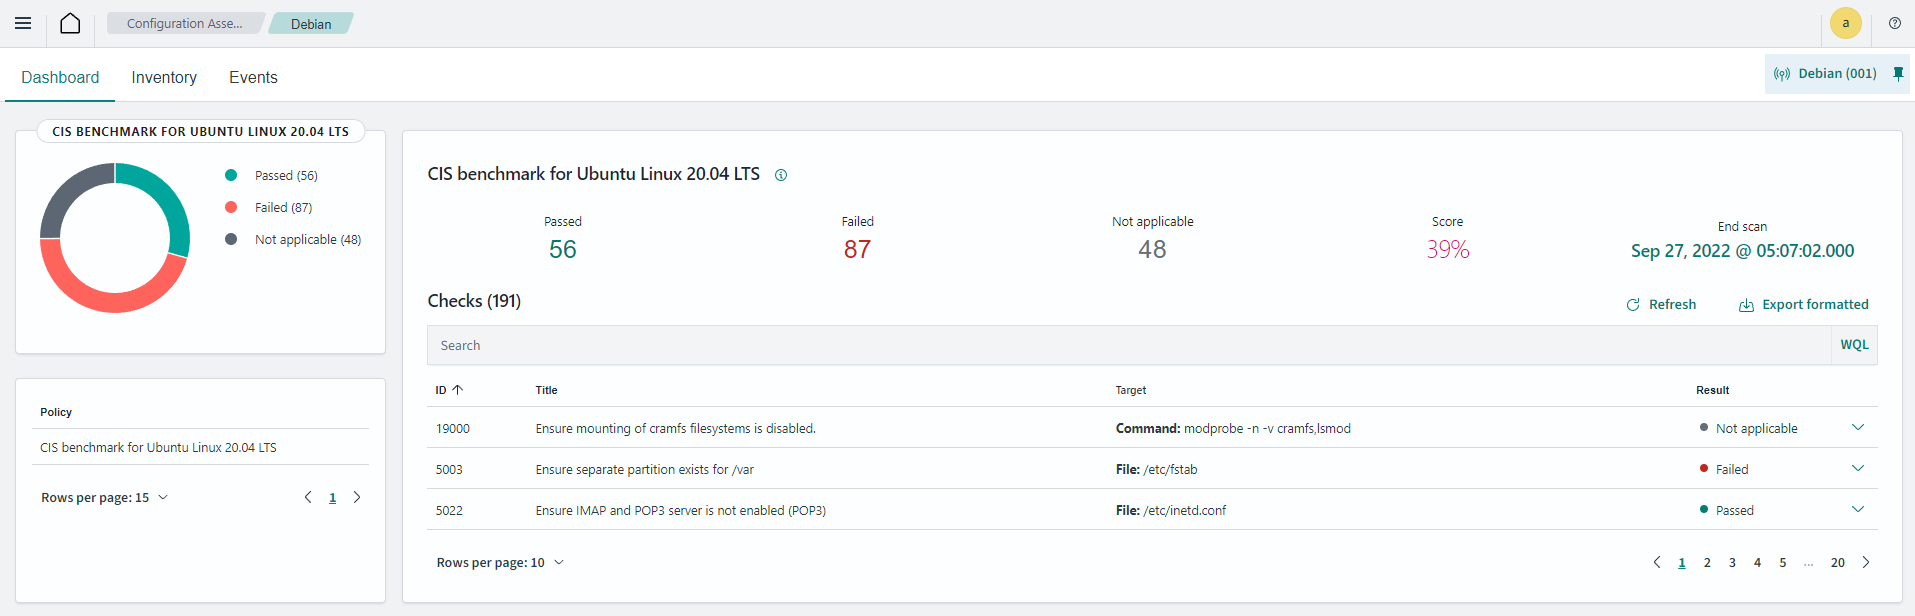 Configuration Asse...
Debian
a
Dashboard
Inventory
Events
Debian (001)
CIS BENCHMARK FOR UBUNTU LINUX 20.04 LTS
Passed (56)
Failed (87)
Not applicable (48)
Policy
CIS benchmark for Ubuntu Linux 20.04 LTS
Rows per page: 15
1
CIS benchmark for Ubuntu Linux 20.04 LTS
Passed
56
Failed
87
Not applicable
48
Score
39%
End scan
Sep 27, 2022 @ 05:07:02.000
Checks (191)
Refresh
Export formatted
Search
WQL
ID Title Target Result
19000 Ensure mounting of cramfs filesystems is disabled. Command: modprobe -n -v cramfs,lsmod Not applicable
5003 Ensure separate partition exists for /var File: /etc/fstab Failed
5022 Ensure IMAP and POP3 server is not enabled (POP3) File: /etc/inetd.conf Passed
Rows per page: 10
1 2 3 4 5 ... 20